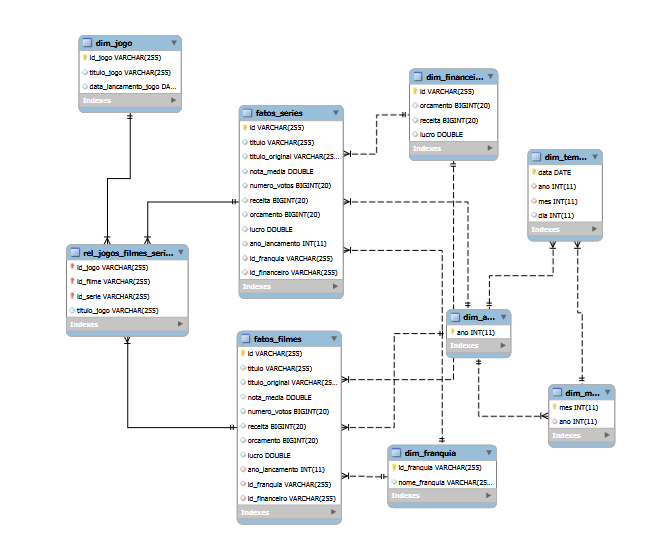 dim_jogo
id_jogo VARCHAR(255)
titulo_jogo VARCHAR(255)
data_lancamento_jogo DA...
Indexes
dim_financei...
id VARCHAR(255)
orcamento BIGINT(20)
receita BIGINT(20)
lucro DOUBLE
Indexes
fatos_series
id VARCHAR(255)
titulo VARCHAR(255)
titulo_original VARCHAR(25...
nota_media DOUBLE
numero_votos BIGINT(20)
receita BIGINT(20)
orcamento BIGINT(20)
lucro DOUBLE
ano_lancamento INT(11)
id_franquia VARCHAR(255)
id_financeiro VARCHAR(255)
Indexes
dim_tem...
data DATE
ano INT(11)
mes INT(11)
dia INT(11)
Indexes
rel_jogos_filmes_seri...
id_jogo VARCHAR(255)
id_filme VARCHAR(255)
id_serie VARCHAR(255)
titulo_jogo VARCHAR(255)
Indexes
dim_a...
ano INT(11)
Indexes
fatos_filmes
id VARCHAR(255)
titulo VARCHAR(255)
titulo_original VARCHAR(25...
nota_media DOUBLE
numero_votos BIGINT(20)
receita BIGINT(20)
orcamento BIGINT(20)
lucro DOUBLE
ano_lancamento INT(11)
id_franquia VARCHAR(255)
id_financeiro VARCHAR(255)
Indexes
dim_m...
mes INT(11)
ano INT(11)
Indexes
dim_franquia
id_franquia VARCHAR(255)
nome_franquia VARCHAR(25...
Indexes